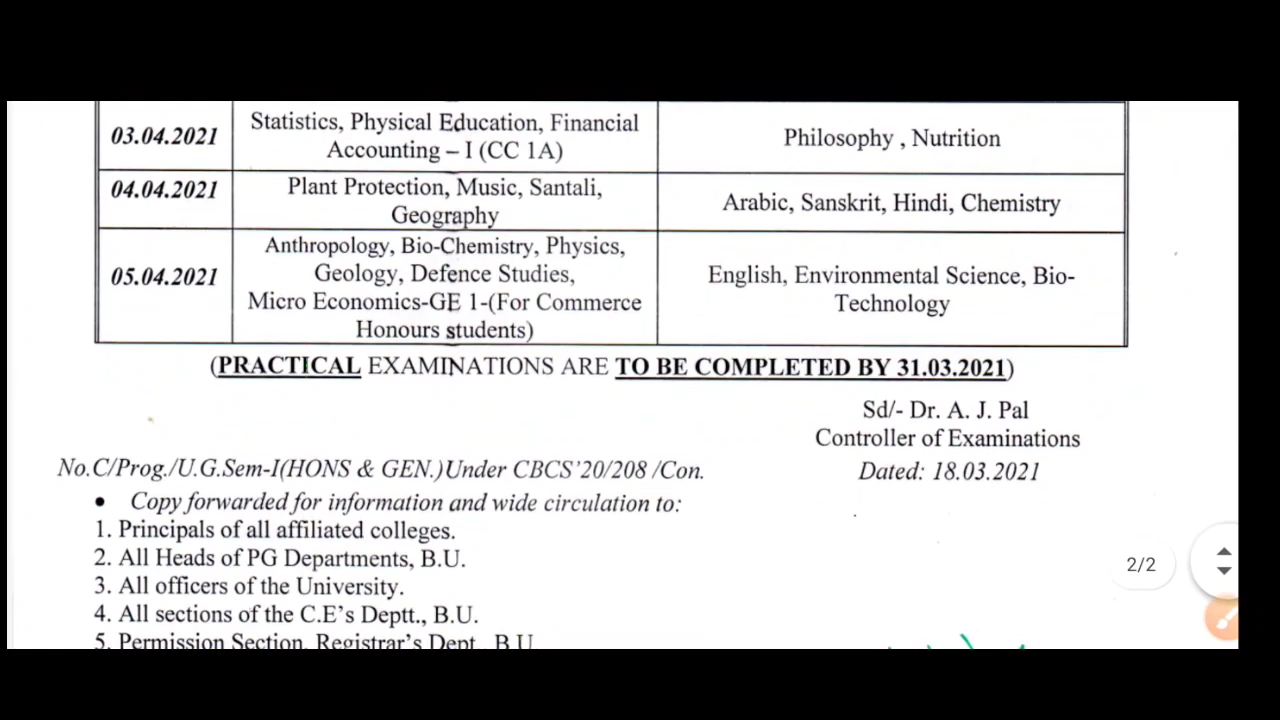 03.04.2021
Statistics, Physical Education, Financial
Accounting – I (CC 1A)
Philosophy , Nutrition
04.04.2021
Plant Protection, Music, Santali,
Geography
Arabic, Sanskrit, Hindi, Chemistry
05.04.2021
Anthropology, Bio-Chemistry, Physics,
Geology, Defence Studies,
Micro Economics-GE 1-(For Commerce
Honours students)
English, Environmental Science, Bio-
Technology
(PRACTICAL EXAMINATIONS ARE TO BE COMPLETED BY 31.03.2021)
Sd/- Dr. A. J. Pal
Controller of Examinations
No.C/Prog./U.G.Sem-I(HONS & GEN.)Under CBCS'20/208 /Con.
Dated: 18.03.2021
• Copy forwarded for information and wide circulation to:
1. Principals of all affiliated colleges.
2. All Heads of PG Departments, B.U.
3. All officers of the University.
4. All sections of the C.E's Deptt., B.U.
5. Permission Section, Registrar's Dept., B.U
2/2